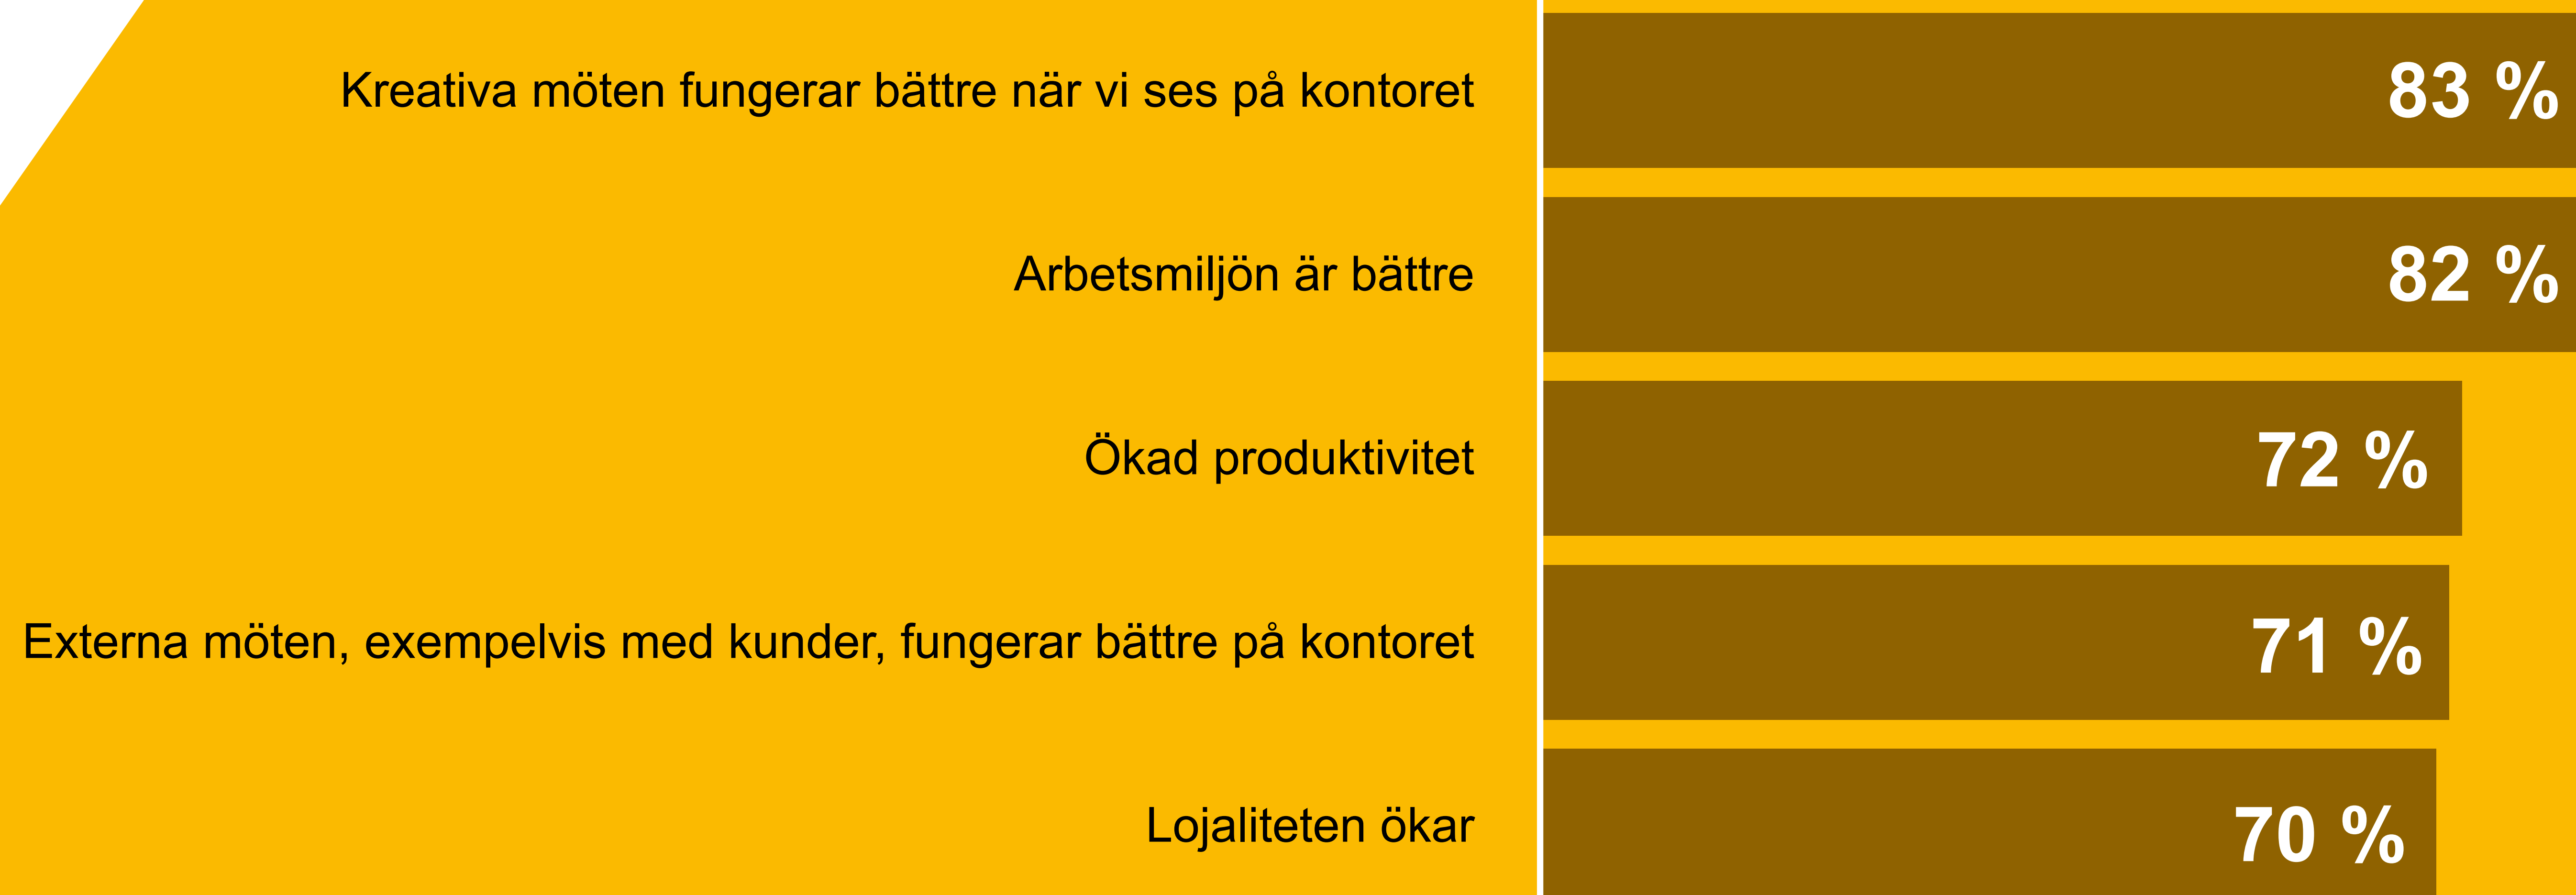 Kreativa möten fungerar bättre när vi ses på kontoret 83 %
Arbetsmiljön är bättre 82 %
Ökad produktivitet 72 %
Externa möten, exempelvis med kunder, fungerar bättre på kontoret 71 %
Lojaliteten ökar 70 %